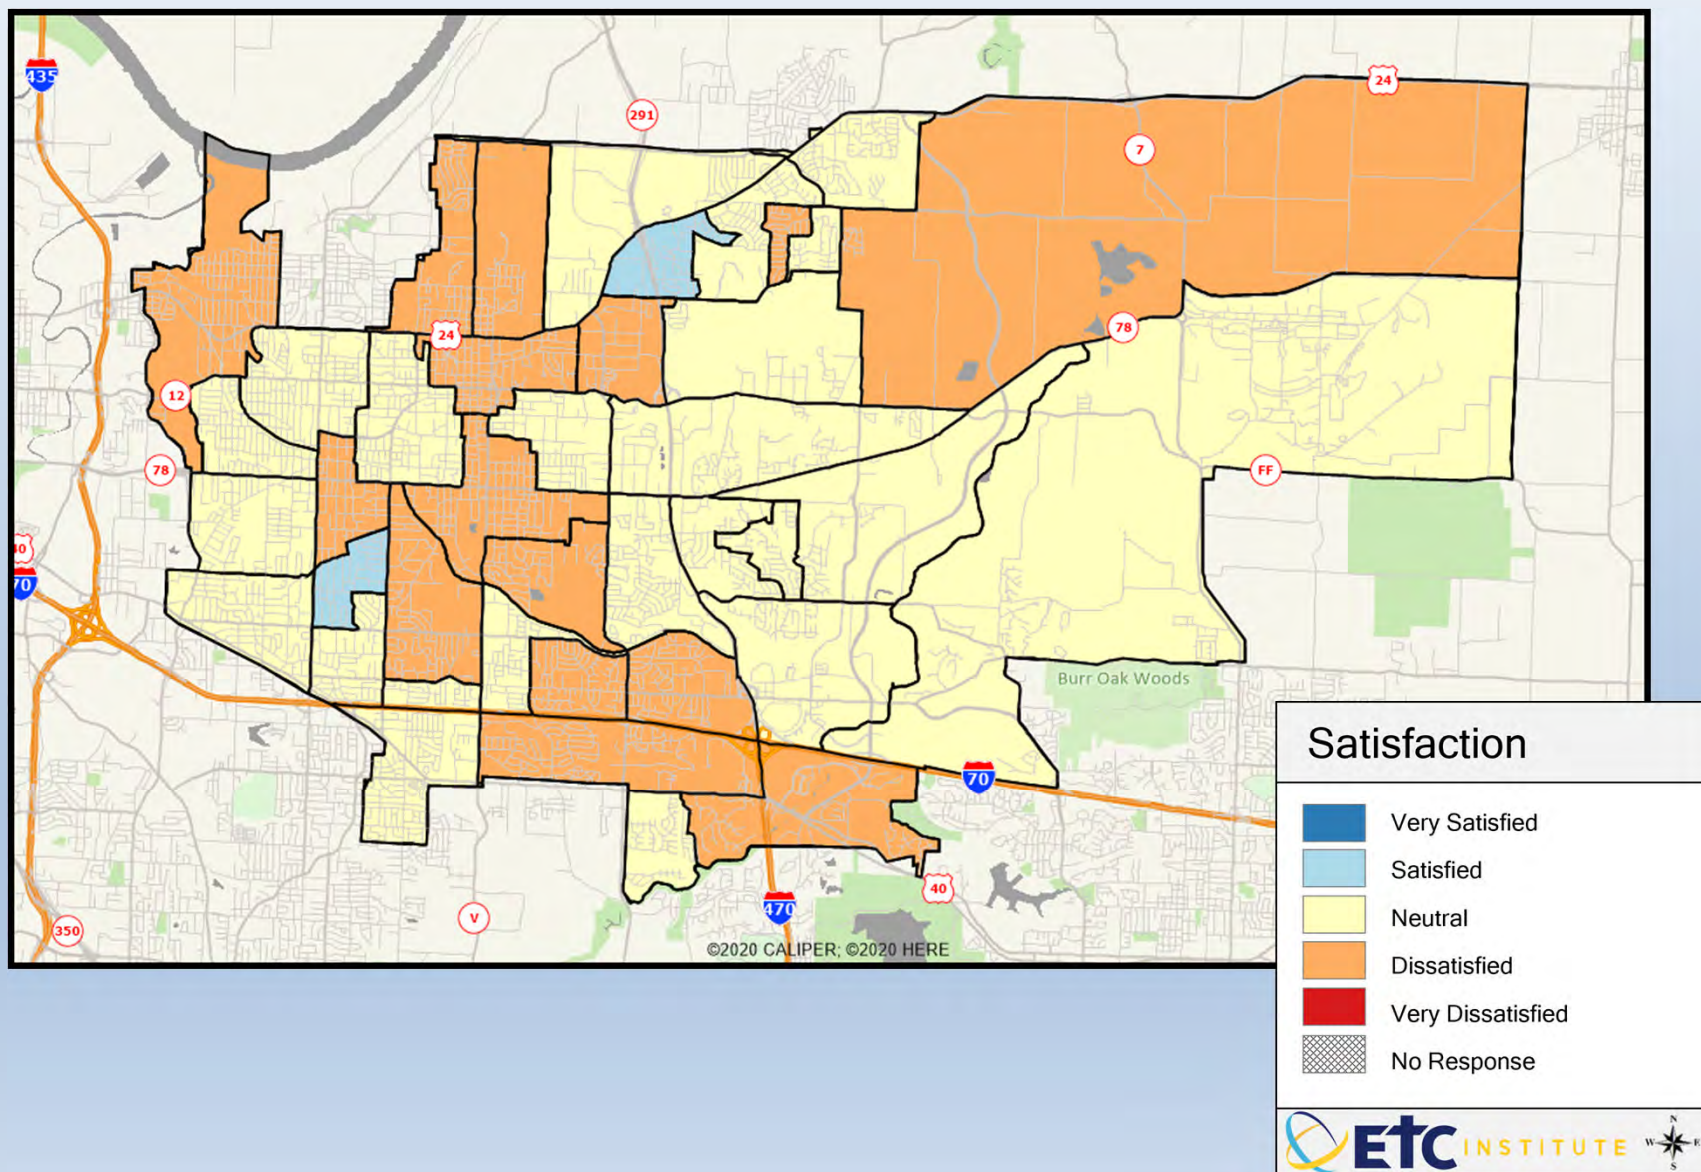 24
435
291
7
24
78
12
78
FF
40
70
Burr Oak Woods
70
40
470
V
350
©2020 CALIPER; ©2020 HERE
Satisfaction
Very Satisfied
Satisfied
Neutral
Dissatisfied
Very Dissatisfied
No Response
ETC INSTITUTE
N
W E
S